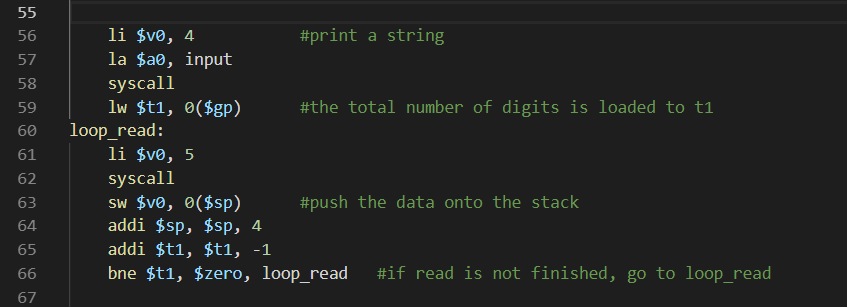 55
56 li $v0, 4 #print a string
57 la $a0, input
58 syscall
59 lw $t1, 0($gp) #the total number of digits is loaded to t1
60 loop_read:
61 li $v0, 5
62 syscall
63 sw $v0, 0($sp) #push the data onto the stack
64 addi $sp, $sp, 4
65 addi $t1, $t1, -1
66 bne $t1, $zero, loop_read #if read is not finished, go to loop_read
67